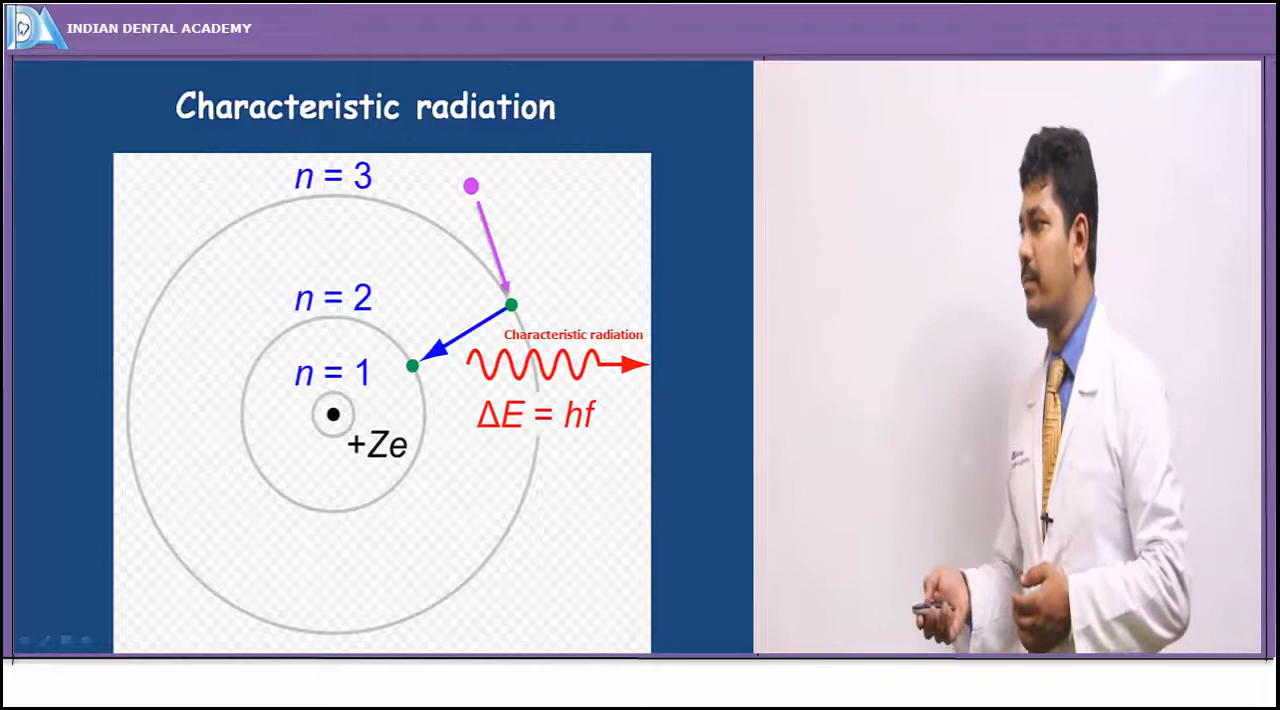 INDIAN DENTAL ACADEMY
Characteristic radiation
n = 3
n = 2
Characteristic radiation
n = 1
ΔE = hf
+Ze